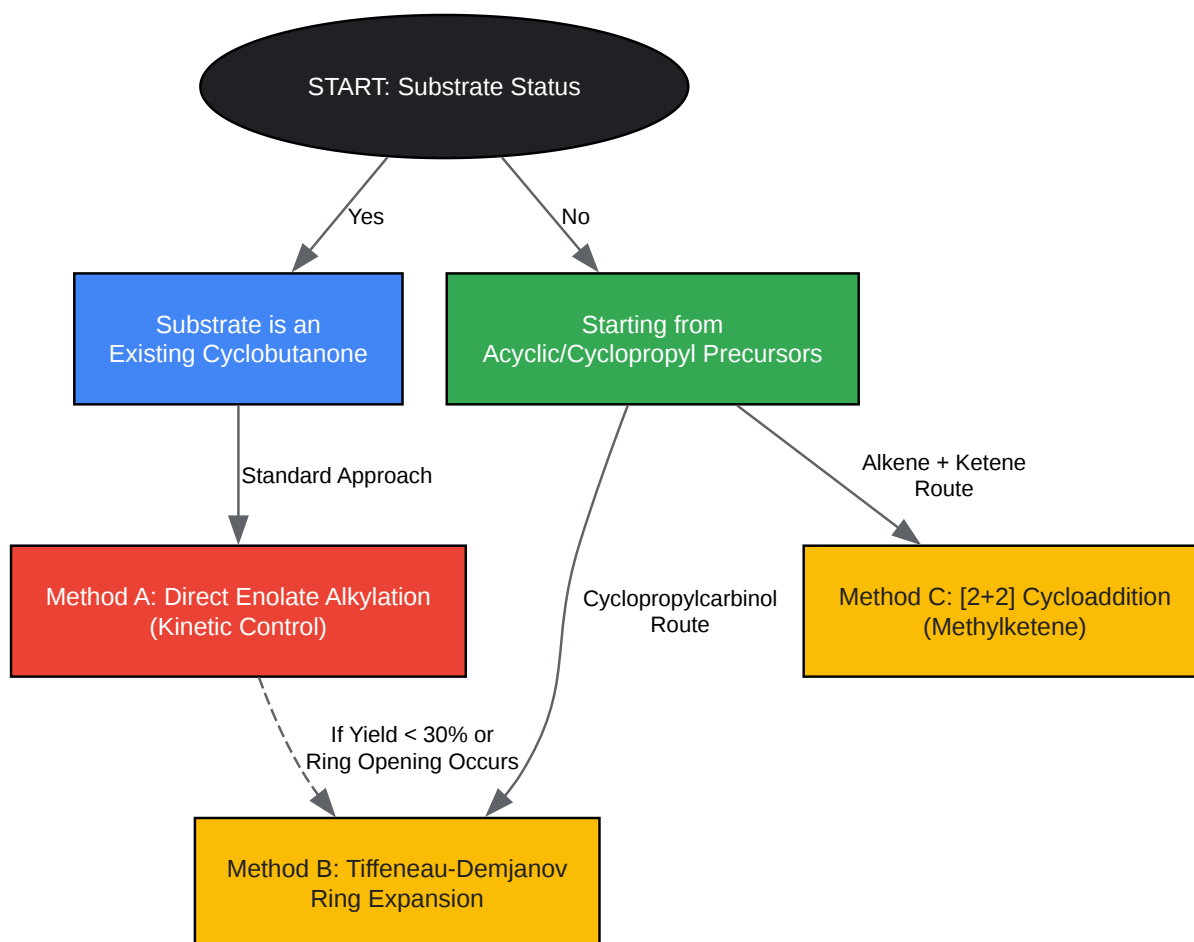 START: Substrate Status
Yes
No
Substrate is an
Existing Cyclobutanone
Starting from
Acyclic/Cyclopropyl Precursors
Standard Approach
Alkene + Ketene
Route
Method A: Direct Enolate Alkylation
(Kinetic Control)
Cyclopropylcarbinol
Route
Method C: [2+2] Cycloaddition
(Methylketene)
If Yield < 30% or
Ring Opening Occurs
Method B: Tiffeneau-Demjanov
Ring Expansion